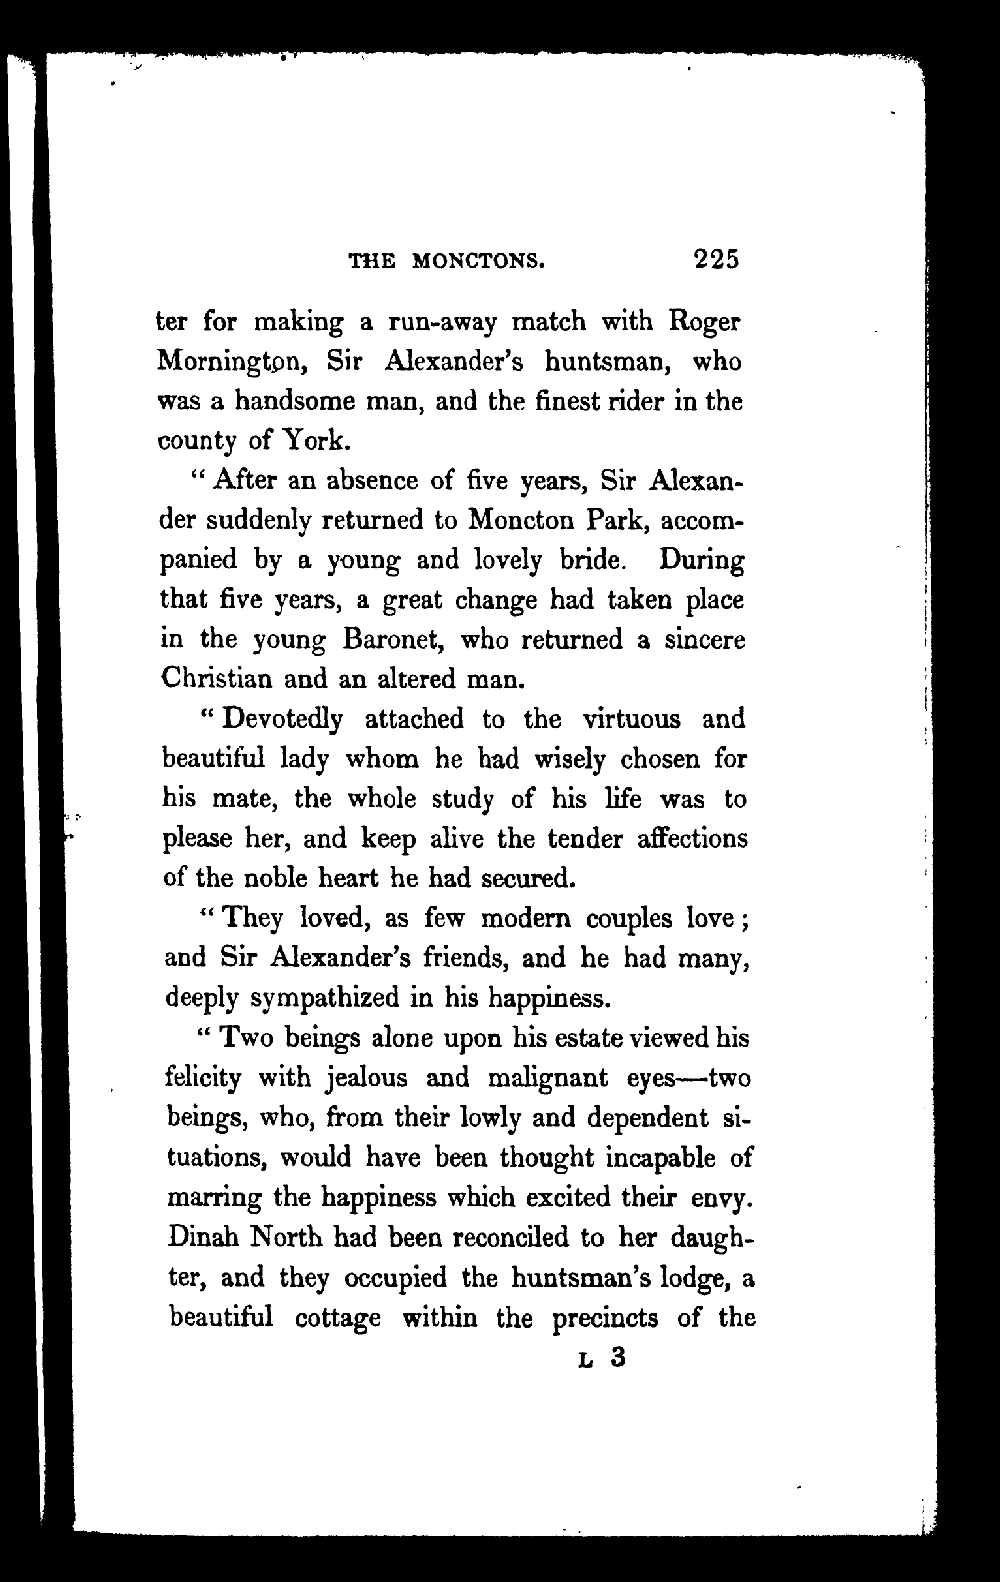 THE MONCTONS. 225
ter for making a run-away match with Roger
Mornington, Sir Alexander's huntsman, who
was a handsome man, and the finest rider in the
county of York.
“ After an absence of five years, Sir Alexan-
der suddenly returned to Moncton Park, accom-
panied by a young and lovely bride. During
that five years, a great change had taken place
in the young Baronet, who returned a sincere
Christian and an altered man.
“ Devotedly attached to the virtuous and
beautiful lady whom he had wisely chosen for
his mate, the whole study of his life was to
please her, and keep alive the tender affections
of the noble heart he had secured.
“ They loved, as few modern couples love ;
and Sir Alexander's friends, and he had many,
deeply sympathized in his happiness.
“ Two beings alone upon his estate viewed his
felicity with jealous and malignant eyes—two
beings, who, from their lowly and dependent si-
tuations, would have been thought incapable of
marring the happiness which excited their envy.
Dinah North had been reconciled to her daugh-
ter, and they occupied the huntsman's lodge, a
beautiful cottage within the precincts of the
L 3